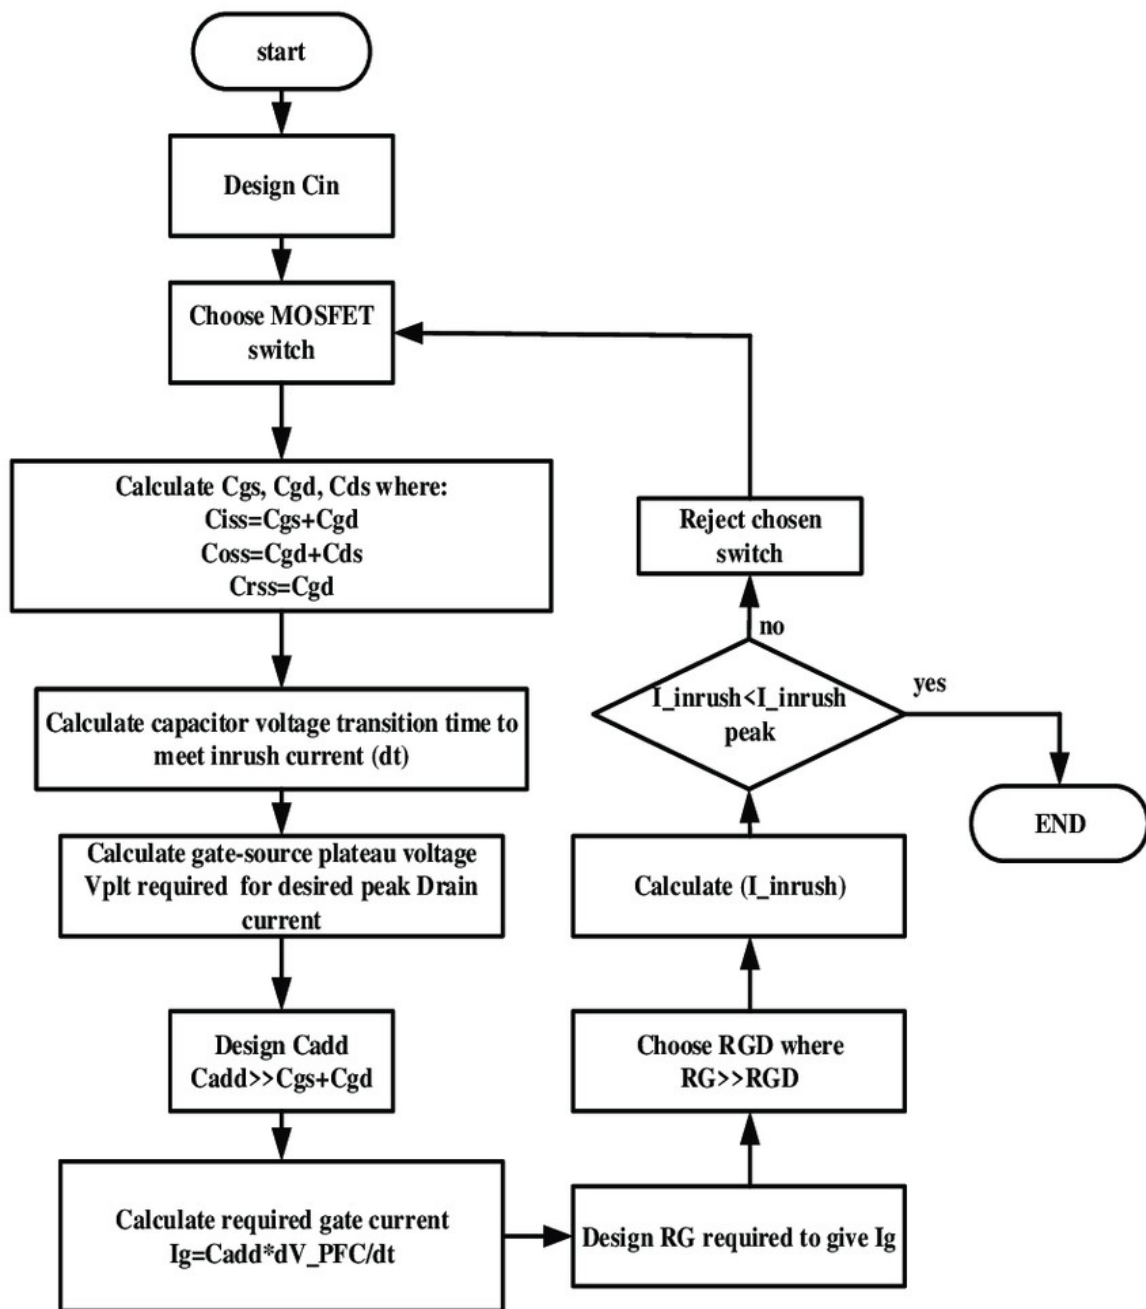 start
Design Cin
Choose MOSFET
switch
Calculate Cgs, Cgd, Cds where:
Ciss=Cgs+Cgd
Coss=Cgd+Cds
Crss=Cgd
Calculate capacitor voltage transition time to
meet inrush current (dt)
Calculate gate-source plateau voltage
Vplt required for desired peak Drain
current
Design Cadd
Cadd>>Cgs+Cgd
Calculate required gate current
Ig=Cadd*dV_PFC/dt
Design RG required to give Ig
Choose RGD where
RG>>RGD
Calculate (I_inrush)
I_inrush<I_inrush
peak
no
yes
Reject chosen
switch
END